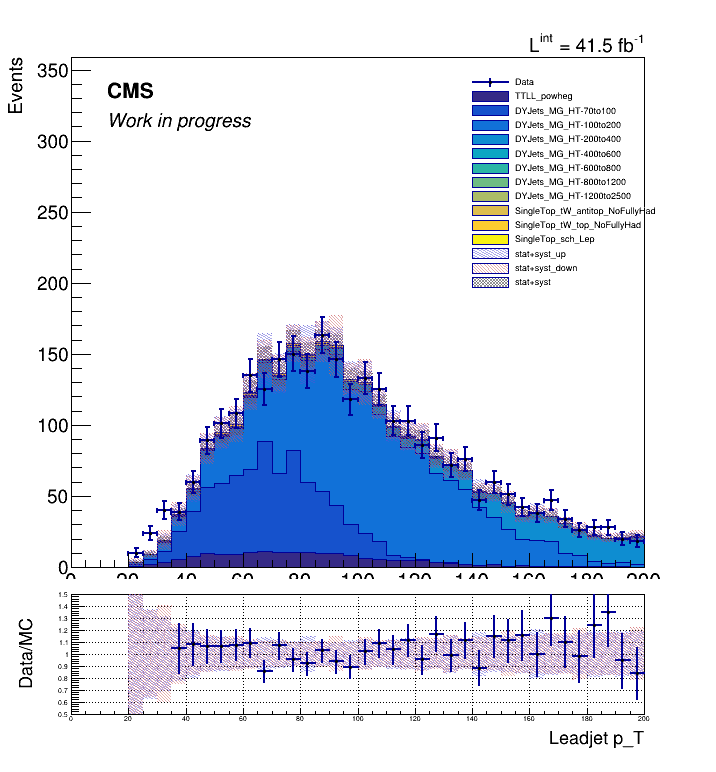 L^int = 41.5 fb^-1
Events
350
300
250
200
150
100
50
0
CMS
Work in progress
Data
TTLL_powheg
DYJets_MG_HT-70to100
DYJets_MG_HT-100to200
DYJets_MG_HT-200to400
DYJets_MG_HT-400to600
DYJets_MG_HT-600to800
DYJets_MG_HT-800to1200
DYJets_MG_HT-1200to2500
SingleTop_tW_antitop_NoFullyHad
SingleTop_tW_top_NoFullyHad
SingleTop_sch_Lep
stat+syst_up
stat+syst_down
stat+syst
0 20 40 60 80 100 120 140 160 180 200
Data/MC
1.5
1.4
1.3
1.2
1.1
1
0.9
0.8
0.7
0.6
0.5
0 20 40 60 80 100 120 140 160 180 200
Leadjet p_T